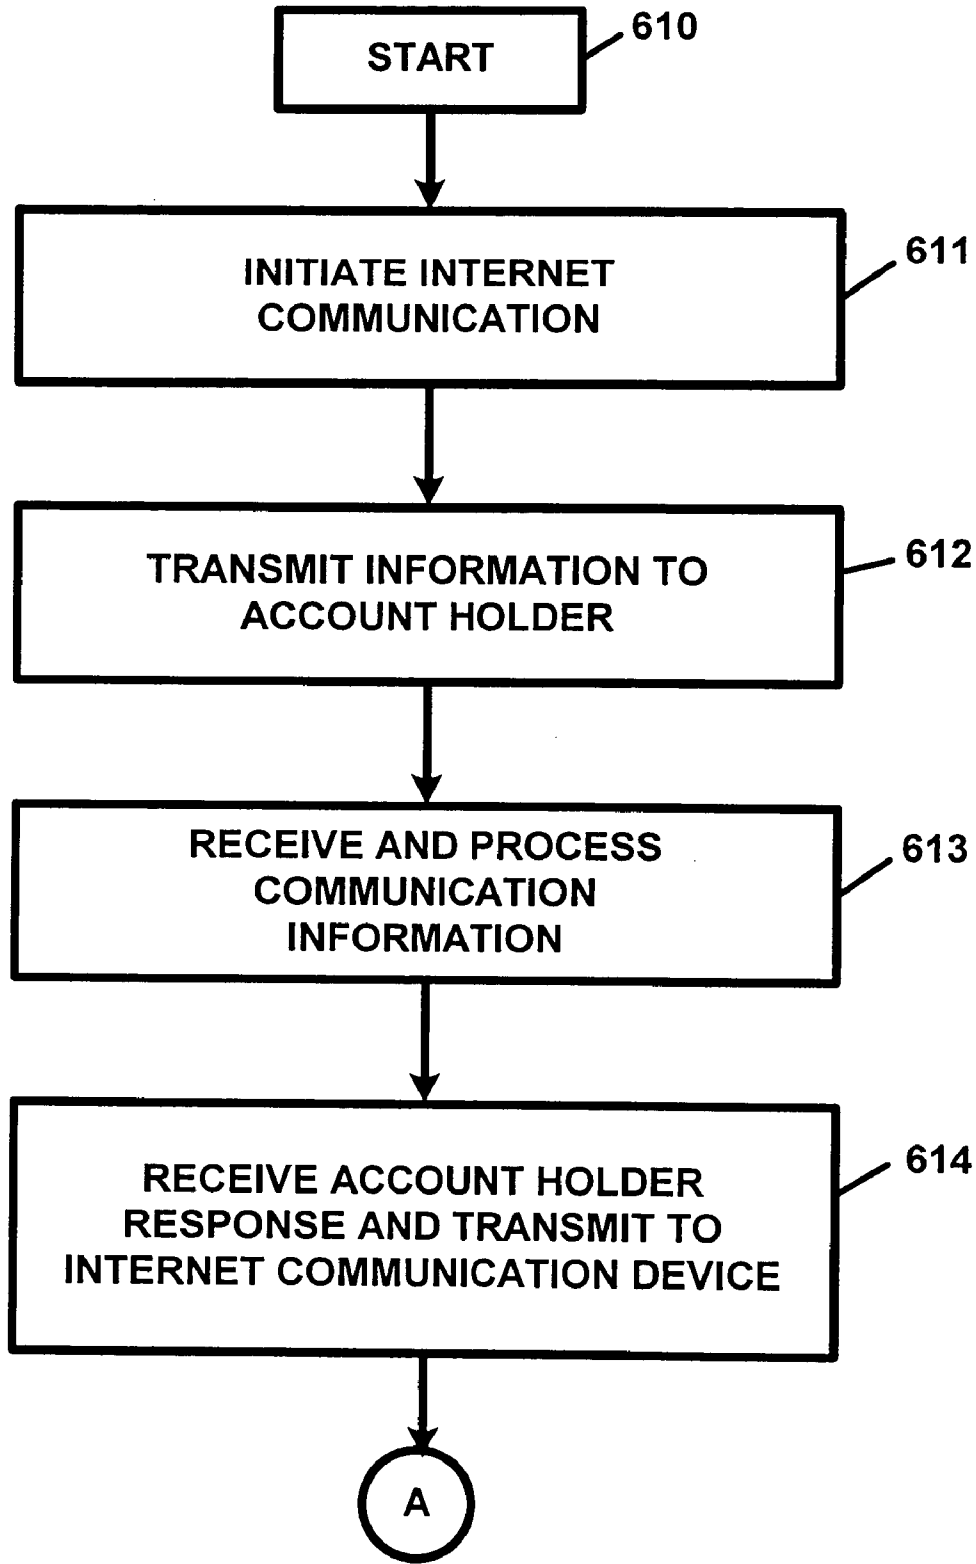 START
610
INITIATE INTERNET
COMMUNICATION
611
TRANSMIT INFORMATION TO
ACCOUNT HOLDER
612
RECEIVE AND PROCESS
COMMUNICATION
INFORMATION
613
RECEIVE ACCOUNT HOLDER
RESPONSE AND TRANSMIT TO
INTERNET COMMUNICATION DEVICE
614
A